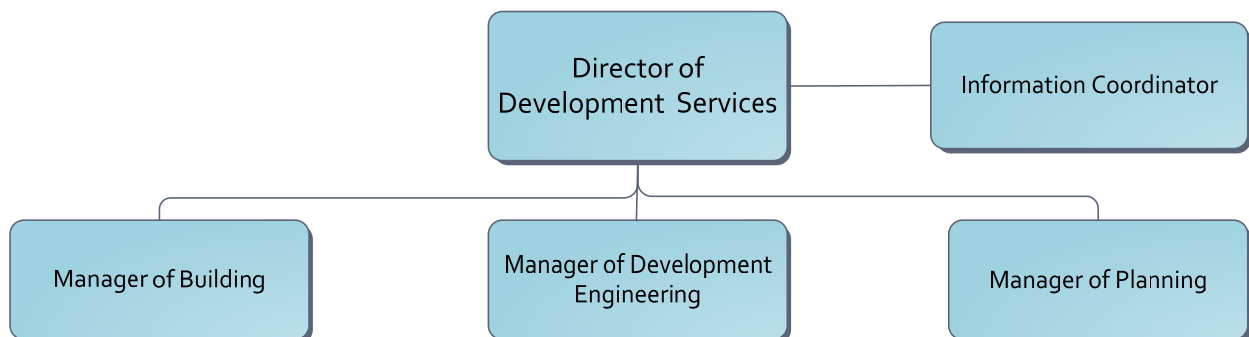 Director of
Development Services
Information Coordinator
Manager of Building
Manager of Development
Engineering
Manager of Planning